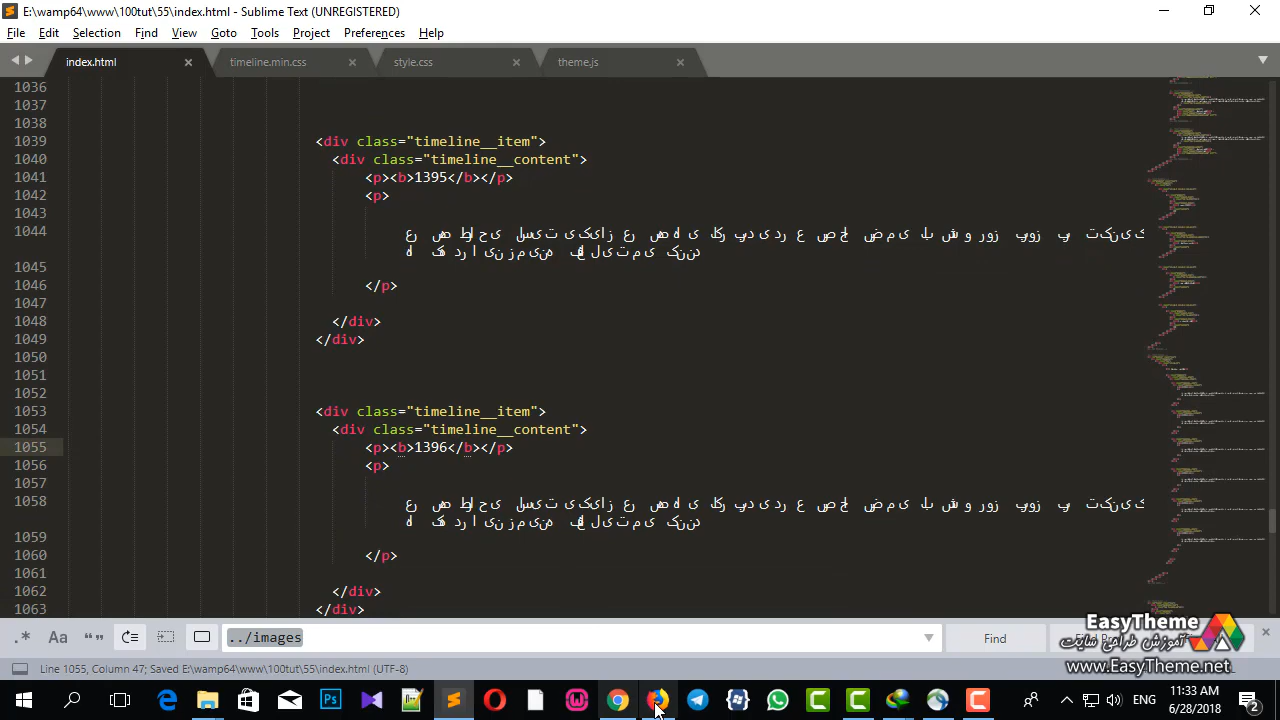 E:\wamp64\www\100tut\55\index.html - Sublime Text (UNREGISTERED)
File Edit Selection Find View Goto Tools Project Preferences Help
index.html timeline.min.css style.css theme.js
1036
1037
1038
1039 <div class="timeline__item">
1040 <div class="timeline__content">
1041 <p><b>1395</b></p>
1042 <p>
1043
1044
1045
1046 </p>
1047
1048 </div>
1049 </div>
1050
1051
1052
1053 <div class="timeline__item">
1054 <div class="timeline__content">
1055 <p><b>1396</b></p>
1056 <p>
1057
1058
1059
1060 </p>
1061
1062 </div>
1063 </div>
.* Aa ../images Find
EasyTheme
آموزش طراحی سایت
www.EasyTheme.net
Line 1055, Column 47; Saved E:\wamp64\www\100tut\55\index.html (UTF-8)
ENG 11:33 AM
6/28/2018
2